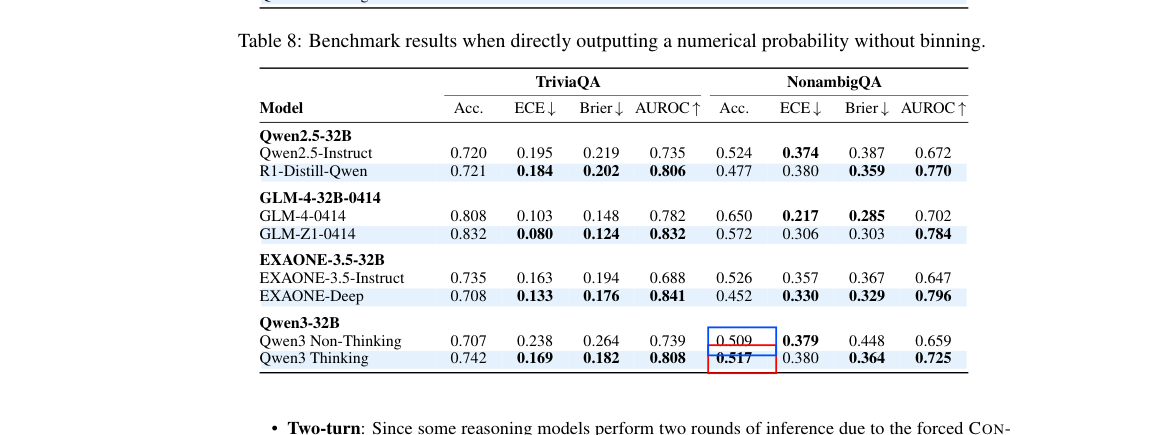 Table 8: Benchmark results when directly outputting a numerical probability without binning.
TriviaQA NonambigQA
Model Acc. ECE↓ Brier↓ AUROC↑ Acc. ECE↓ Brier↓ AUROC↑
Qwen2.5-32B
Qwen2.5-Instruct 0.720 0.195 0.219 0.735 0.524 0.374 0.387 0.672
R1-Distill-Qwen 0.721 0.184 0.202 0.806 0.477 0.380 0.359 0.770
GLM-4-32B-0414
GLM-4-0414 0.808 0.103 0.148 0.782 0.650 0.217 0.285 0.702
GLM-Z1-0414 0.832 0.080 0.124 0.832 0.572 0.306 0.303 0.784
EXAONE-3.5-32B
EXAONE-3.5-Instruct 0.735 0.163 0.194 0.688 0.526 0.357 0.367 0.647
EXAONE-Deep 0.708 0.133 0.176 0.841 0.452 0.330 0.329 0.796
Qwen3-32B
Qwen3 Non-Thinking 0.707 0.238 0.264 0.739 0.509 0.379 0.448 0.659
Qwen3 Thinking 0.742 0.169 0.182 0.808 0.517 0.380 0.364 0.725
• Two-turn: Since some reasoning models perform two rounds of inference due to the forced CON-